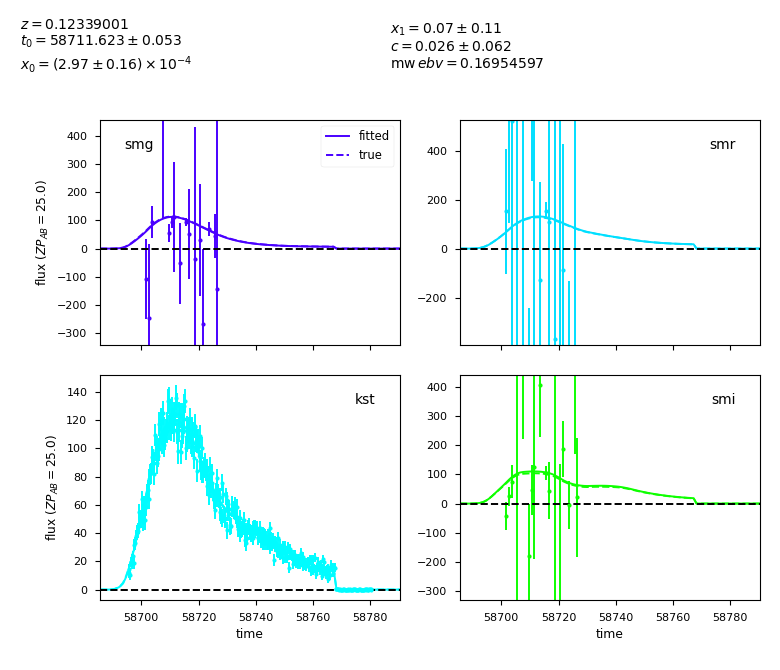 z = 0.12339001
t₀ = 58711.623 ± 0.053
x₀ = (2.97 ± 0.16) × 10⁻⁴
x₁ = 0.07 ± 0.11
c = 0.026 ± 0.062
mw ebv = 0.16954597
smg
fitted
true
400
300
200
100
0
−100
−200
−300
flux (ZP_AB = 25.0)
smr
400
200
0
−200
kst
140
120
100
80
60
40
20
0
flux (ZP_AB = 25.0)
58700 58720 58740 58760 58780
time
smi
400
300
200
100
0
−100
−200
−300
58700 58720 58740 58760 58780
time